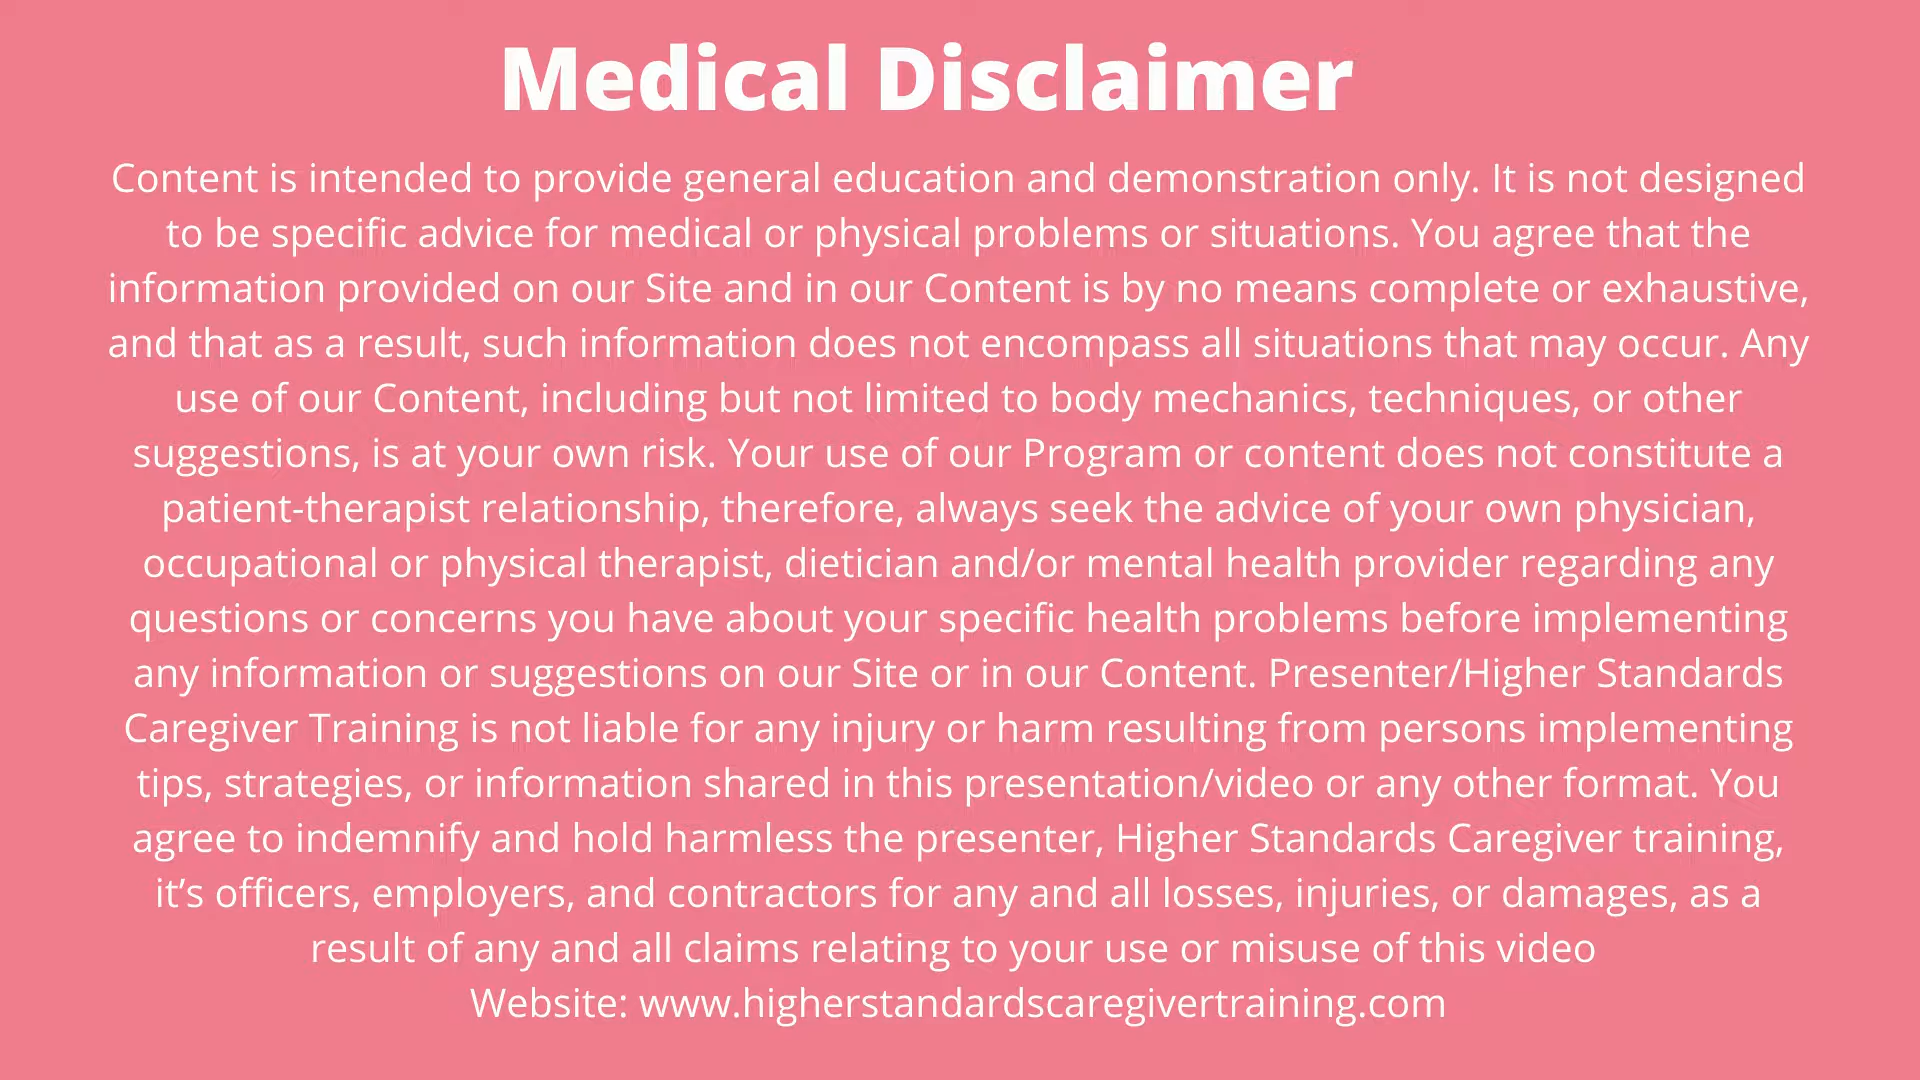 Medical Disclaimer
Content is intended to provide general education and demonstration only. It is not designed
to be specific advice for medical or physical problems or situations. You agree that the
information provided on our Site and in our Content is by no means complete or exhaustive,
and that as a result, such information does not encompass all situations that may occur. Any
use of our Content, including but not limited to body mechanics, techniques, or other
suggestions, is at your own risk. Your use of our Program or content does not constitute a
patient-therapist relationship, therefore, always seek the advice of your own physician,
occupational or physical therapist, dietician and/or mental health provider regarding any
questions or concerns you have about your specific health problems before implementing
any information or suggestions on our Site or in our Content. Presenter/Higher Standards
Caregiver Training is not liable for any injury or harm resulting from persons implementing
tips, strategies, or information shared in this presentation/video or any other format. You
agree to indemnify and hold harmless the presenter, Higher Standards Caregiver training,
it’s officers, employers, and contractors for any and all losses, injuries, or damages, as a
result of any and all claims relating to your use or misuse of this video
Website: www.higherstandardscaregivertraining.com